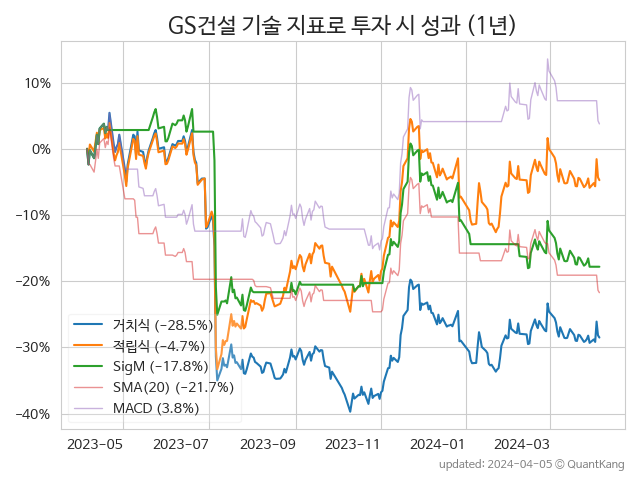 GS건설 기술 지표로 투자 시 성과 (1년)
10%
0%
−10%
−20%
−30%
−40%
거치식 (−28.5%)
적립식 (−4.7%)
SigM (−17.8%)
SMA(20) (−21.7%)
MACD (3.8%)
2023−05
2023−07
2023−09
2023−11
2024−01
2024−03
updated: 2024−04−05 © QuantKang